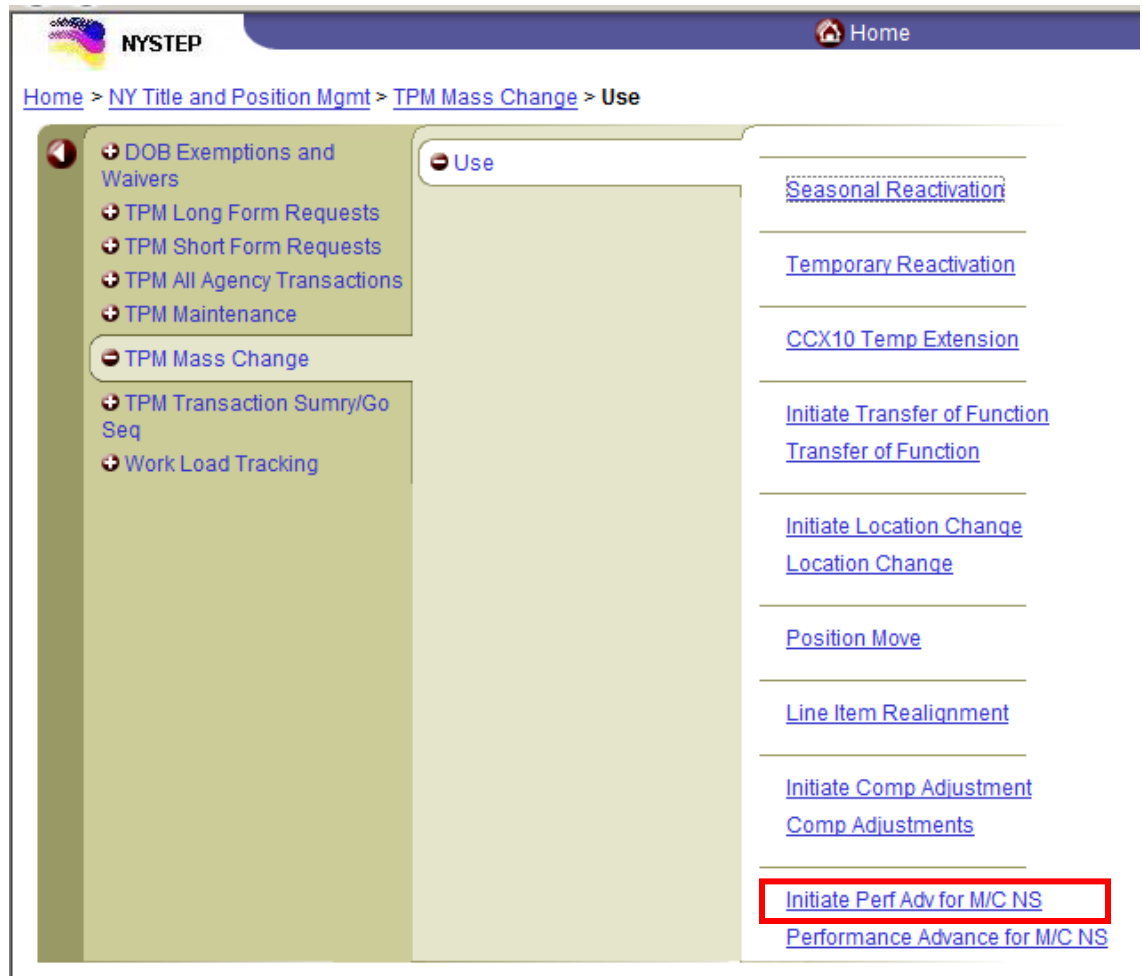 NYSTEP
Home
Home > NY Title and Position Mgmt > TPM Mass Change > Use
DOB Exemptions and
Waivers
TPM Long Form Requests
TPM Short Form Requests
TPM All Agency Transactions
TPM Maintenance
TPM Mass Change
TPM Transaction Sumry/Go
Seq
Work Load Tracking
Use
Seasonal Reactivation
Temporary Reactivation
CCX10 Temp Extension
Initiate Transfer of Function
Transfer of Function
Initiate Location Change
Location Change
Position Move
Line Item Realignment
Initiate Comp Adjustment
Comp Adjustments
Initiate Perf Adv for M/C NS
Performance Advance for M/C NS